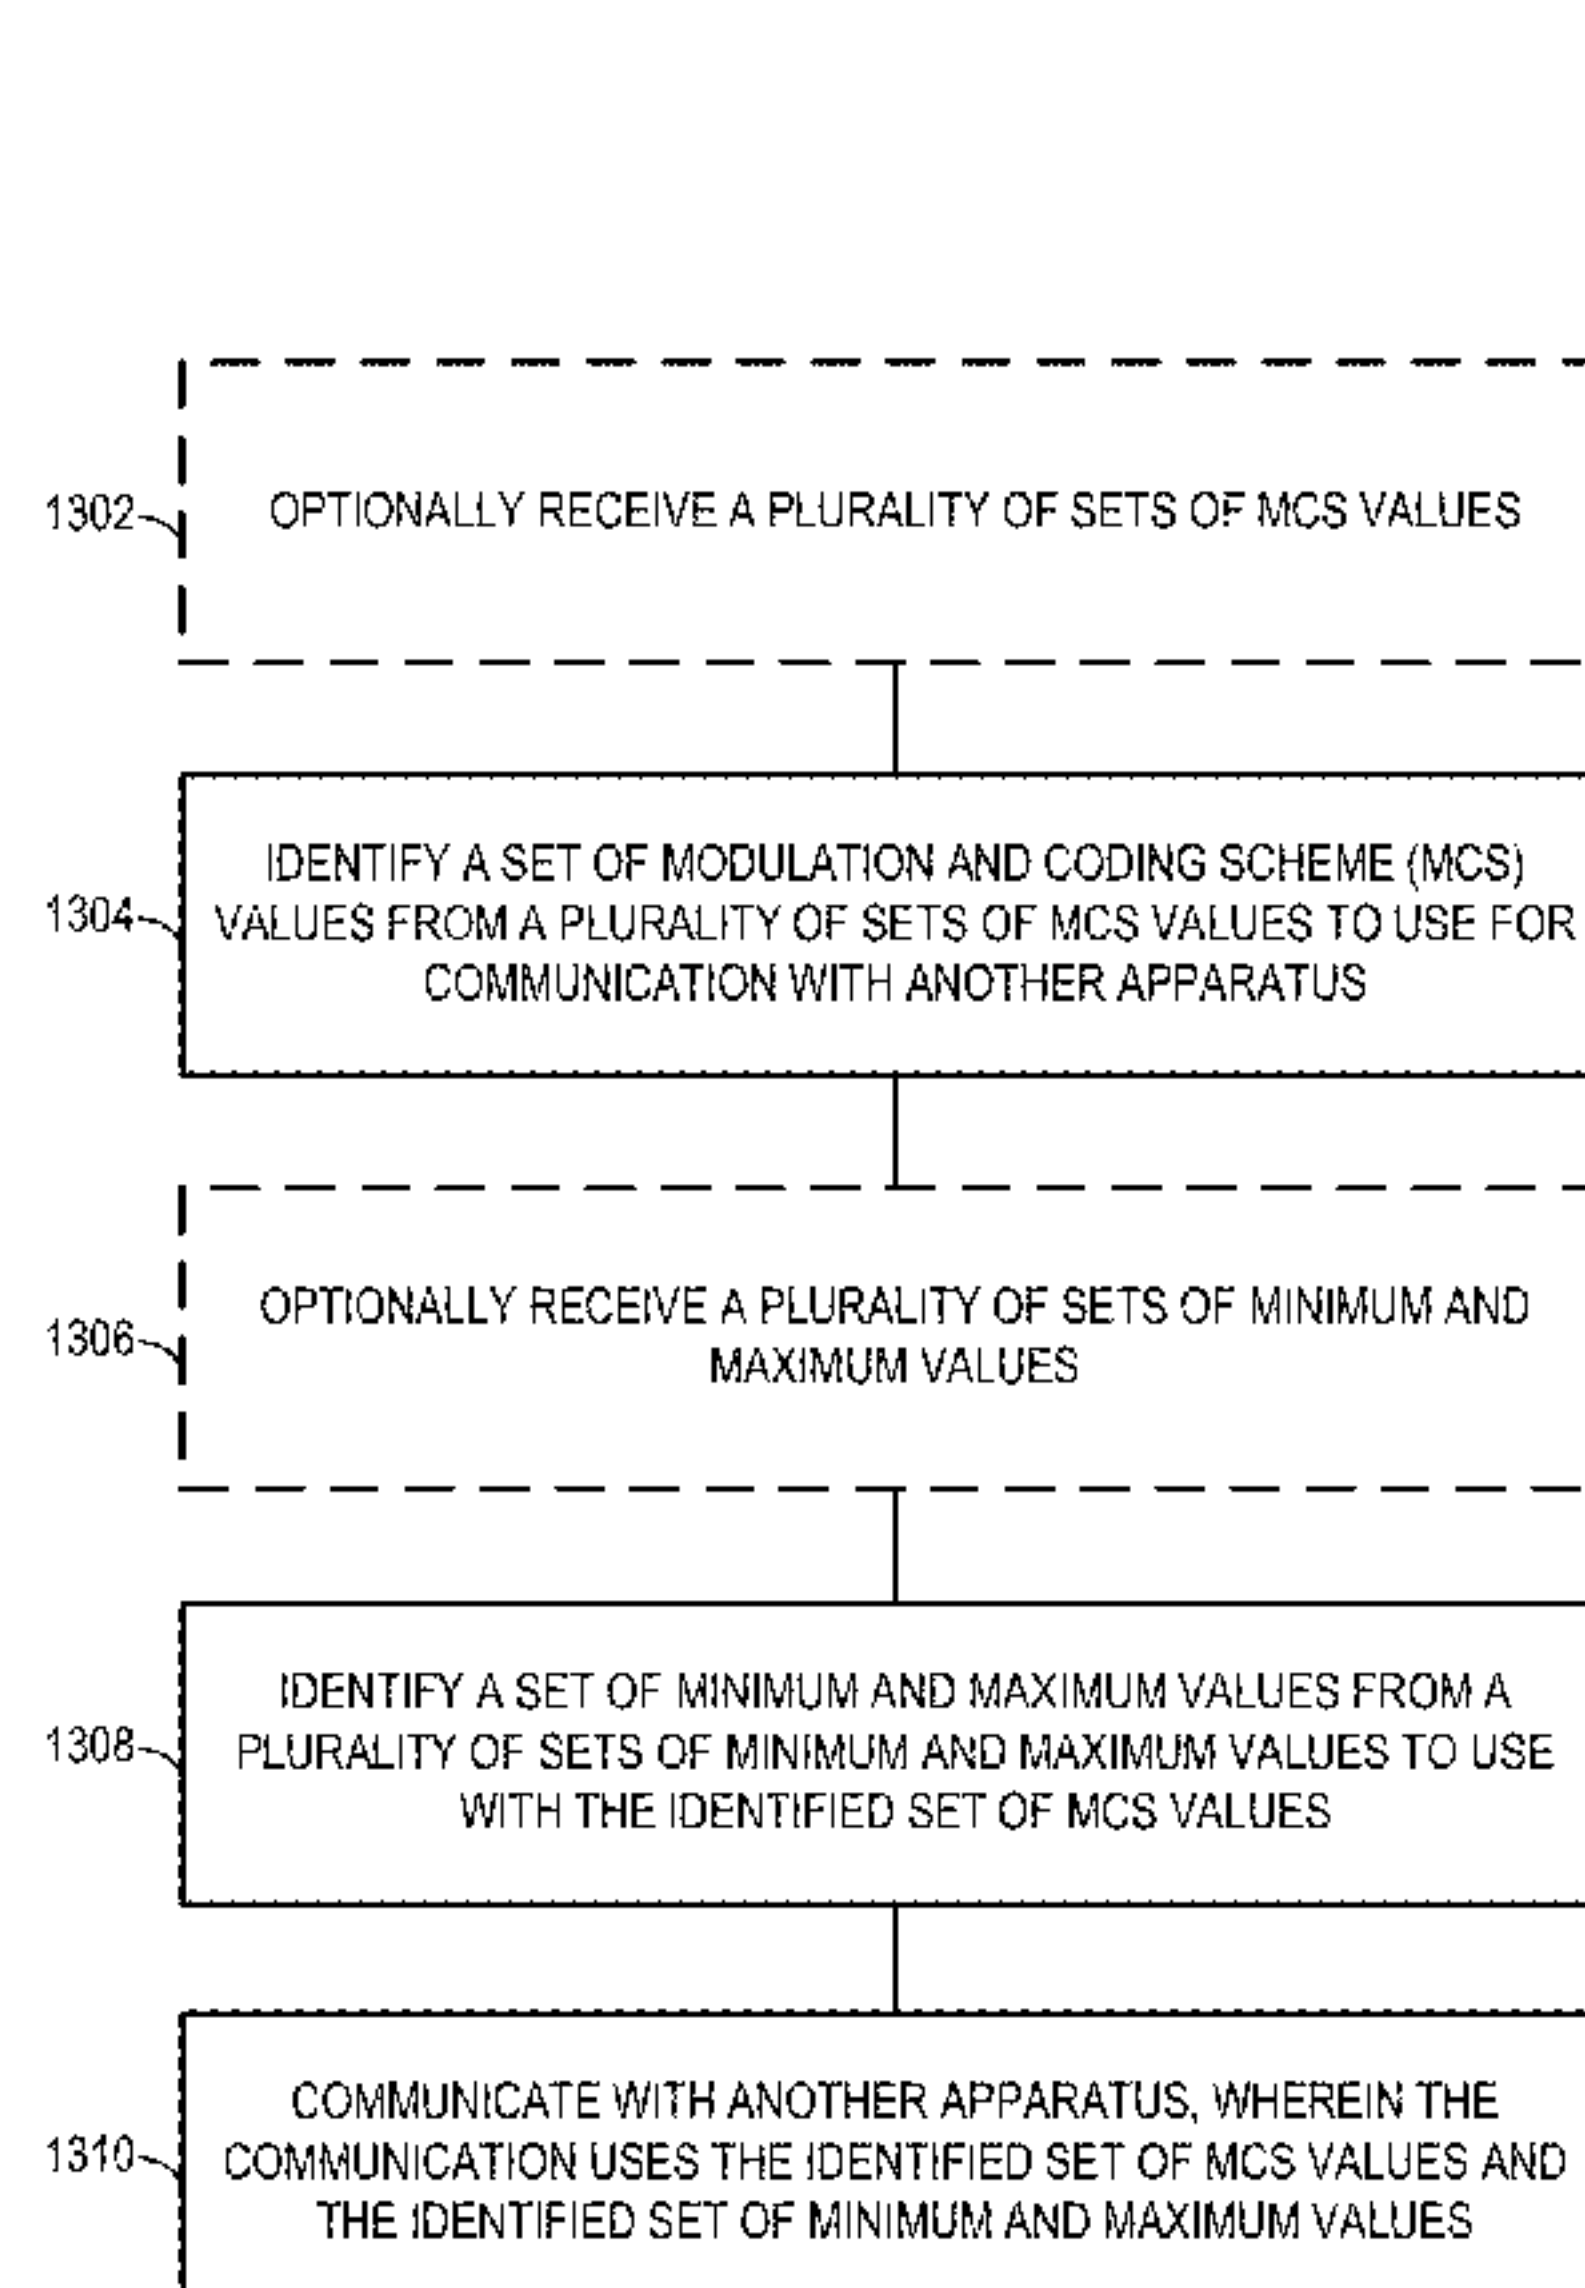 1302
OPTIONALLY RECEIVE A PLURALITY OF SETS OF MCS VALUES
1304
IDENTIFY A SET OF MODULATION AND CODING SCHEME (MCS)
VALUES FROM A PLURALITY OF SETS OF MCS VALUES TO USE FOR
COMMUNICATION WITH ANOTHER APPARATUS
1306
OPTIONALLY RECEIVE A PLURALITY OF SETS OF MINIMUM AND
MAXIMUM VALUES
1308
IDENTIFY A SET OF MINIMUM AND MAXIMUM VALUES FROM A
PLURALITY OF SETS OF MINIMUM AND MAXIMUM VALUES TO USE
WITH THE IDENTIFIED SET OF MCS VALUES
1310
COMMUNICATE WITH ANOTHER APPARATUS, WHEREIN THE
COMMUNICATION USES THE IDENTIFIED SET OF MCS VALUES AND
THE IDENTIFIED SET OF MINIMUM AND MAXIMUM VALUES